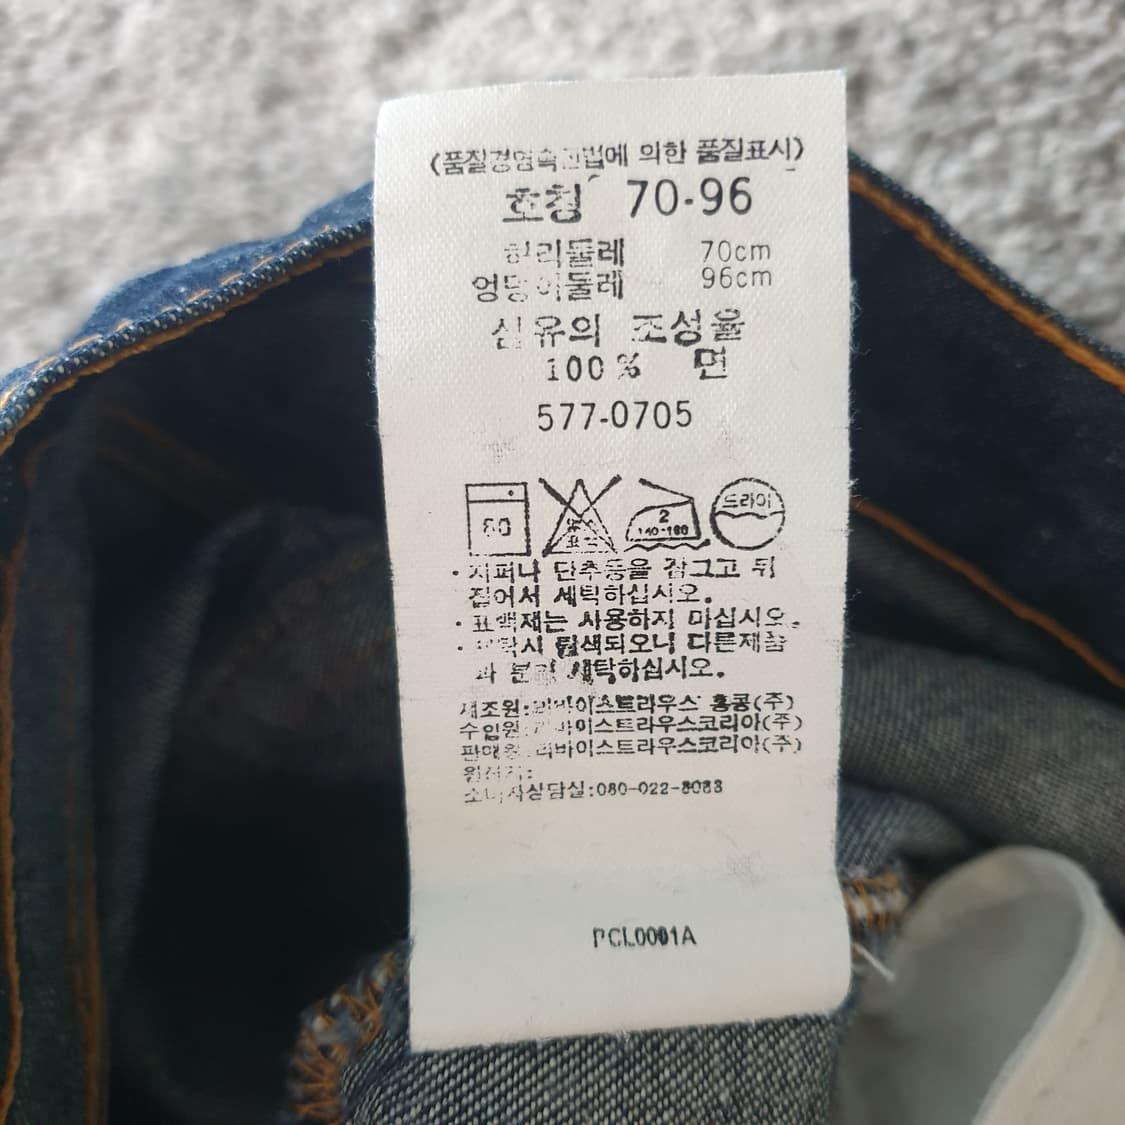 (품질경영촉진법에 의한 품질표시)
호칭 70-96
허리둘레 70cm
엉덩이둘레 96cm
섬유의 조성율
100% 면
577-0705
60
2
140-160
드라이
· 지퍼나 단추등을 잠그고 뒤
집어서 세탁하십시오.
· 표백제는 사용하지 마십시오.
· 세탁시 탈색되오니 다른제품
과 분리 세탁하십시오.
제조원:리바이스트라우스 홍콩(주)
수입원:리바이스트라우스코리아(주)
판매원:리바이스트라우스코리아(주)
원산지:
소비자상담실:080-022-8083
PCL0001A